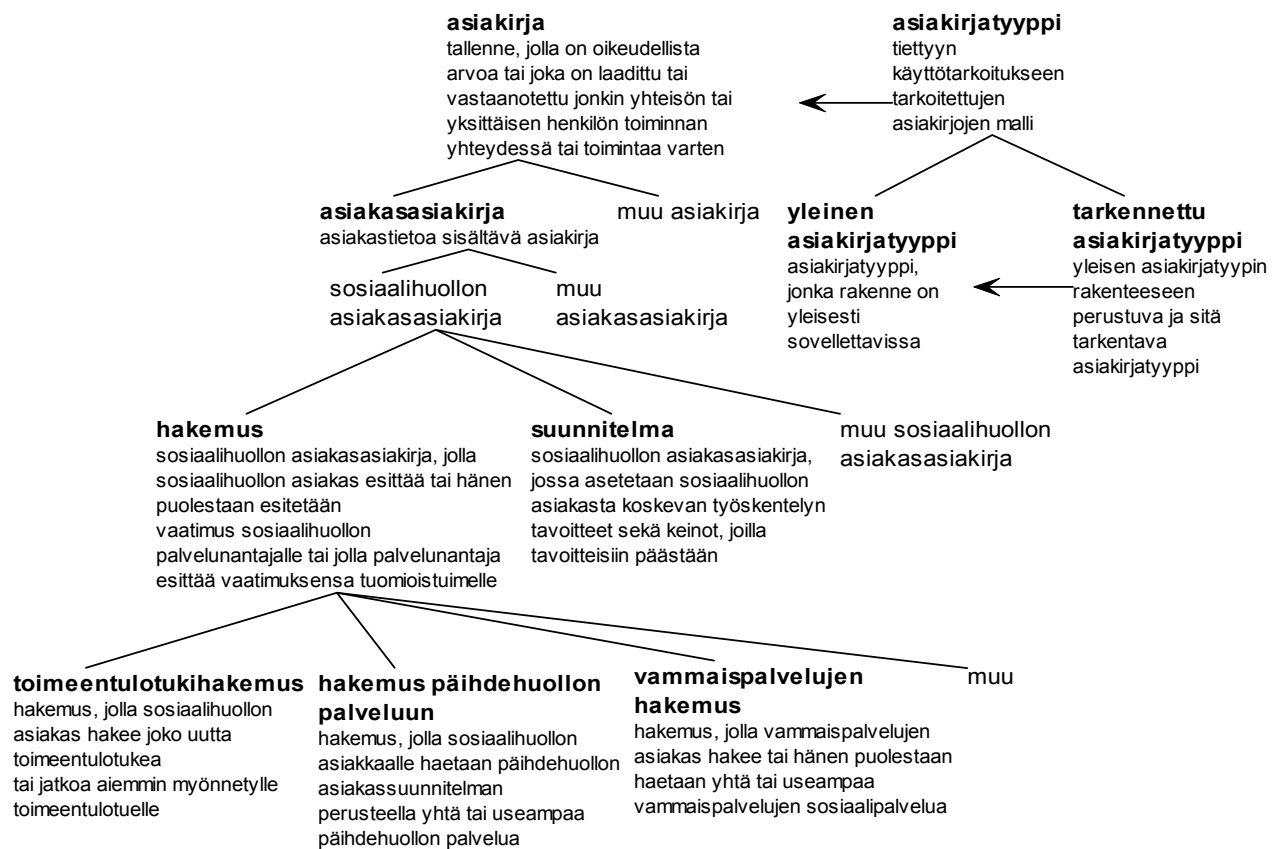 asiakirja
tallenne, jolla on oikeudellista
arvoa tai joka on laadittu tai
vastaanotettu jonkin yhteisön tai
yksittäisen henkilön toiminnan
yhteydessä tai toimintaa varten
asiakirjatyyppi
tiettyyn
käyttötarkoitukseen
tarkoitettujen
asiakirjojen malli
asiakasasiakirja
asiakastietoa sisältävä asiakirja
muu asiakirja
yleinen
asiakirjatyyppi
asiakirjatyyppi,
jonka rakenne on
yleisesti
sovellettavissa
tarkennettu
asiakirjatyyppi
yleisen asiakirjatyypin
rakenteeseen
perustuva ja sitä
tarkentava
asiakirjatyyppi
sosiaalihuollon
asiakasasiakirja
muu
asiakasasiakirja
hakemus
sosiaalihuollon asiakasasiakirja, jolla
sosiaalihuollon asiakas esittää tai hänen
puolestaan esitetään
vaatimus sosiaalihuollon
palvelunantajalle tai jolla palvelunantaja
esittää vaatimuksensa tuomioistuimelle
suunnitelma
sosiaalihuollon asiakasasiakirja,
jossa asetetaan sosiaalihuollon
asiakasta koskevan työskentelyn
tavoitteet sekä keinot, joilla
tavoitteisiin päästään
muu sosiaalihuollon
asiakasasiakirja
toimeentulotukihakemus
hakemus, jolla sosiaalihuollon
asiakas hakee joko uutta
toimeentulotukea
tai jatkoa aiemmin myönnetylle
toimeentulotuelle
hakemus päihdehuollon
palveluun
hakemus, jolla sosiaalihuollon
asiakkaalle haetaan päihdehuollon
asiakassuunnitelman
perusteella yhtä tai useampaa
päihdehuollon palvelua
vammaispalvelujen
hakemus
hakemus, jolla vammaispalvelujen
asiakas hakee tai hänen puolestaan
haetaan yhtä tai useampaa
vammaispalvelujen sosiaalipalvelua
muu